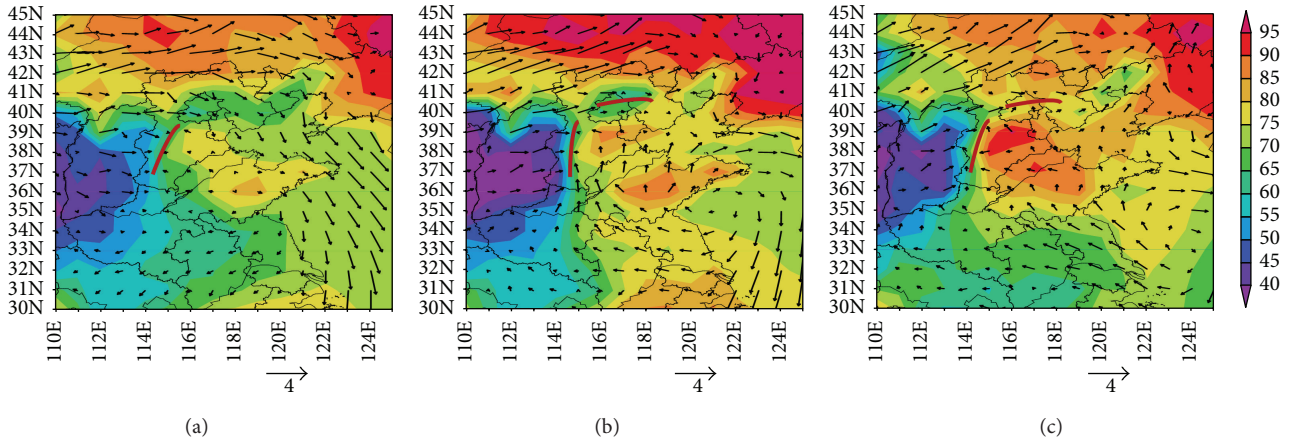 45N
44N
43N
42N
41N
40N
39N
38N
37N
36N
35N
34N
33N
32N
31N
30N
110E
112E
114E
116E
118E
122E
124E
4
(a)
45N
44N
43N
42N
41N
40N
39N
38N
37N
36N
35N
34N
33N
32N
31N
30N
110E
112E
114E
116E
118E
122E
124E
4
(b)
45N
44N
43N
42N
41N
40N
39N
38N
37N
36N
35N
34N
33N
32N
31N
30N
110E
112E
114E
116E
118E
122E
124E
4
(c)
95
90
85
80
75
70
65
60
55
50
45
40